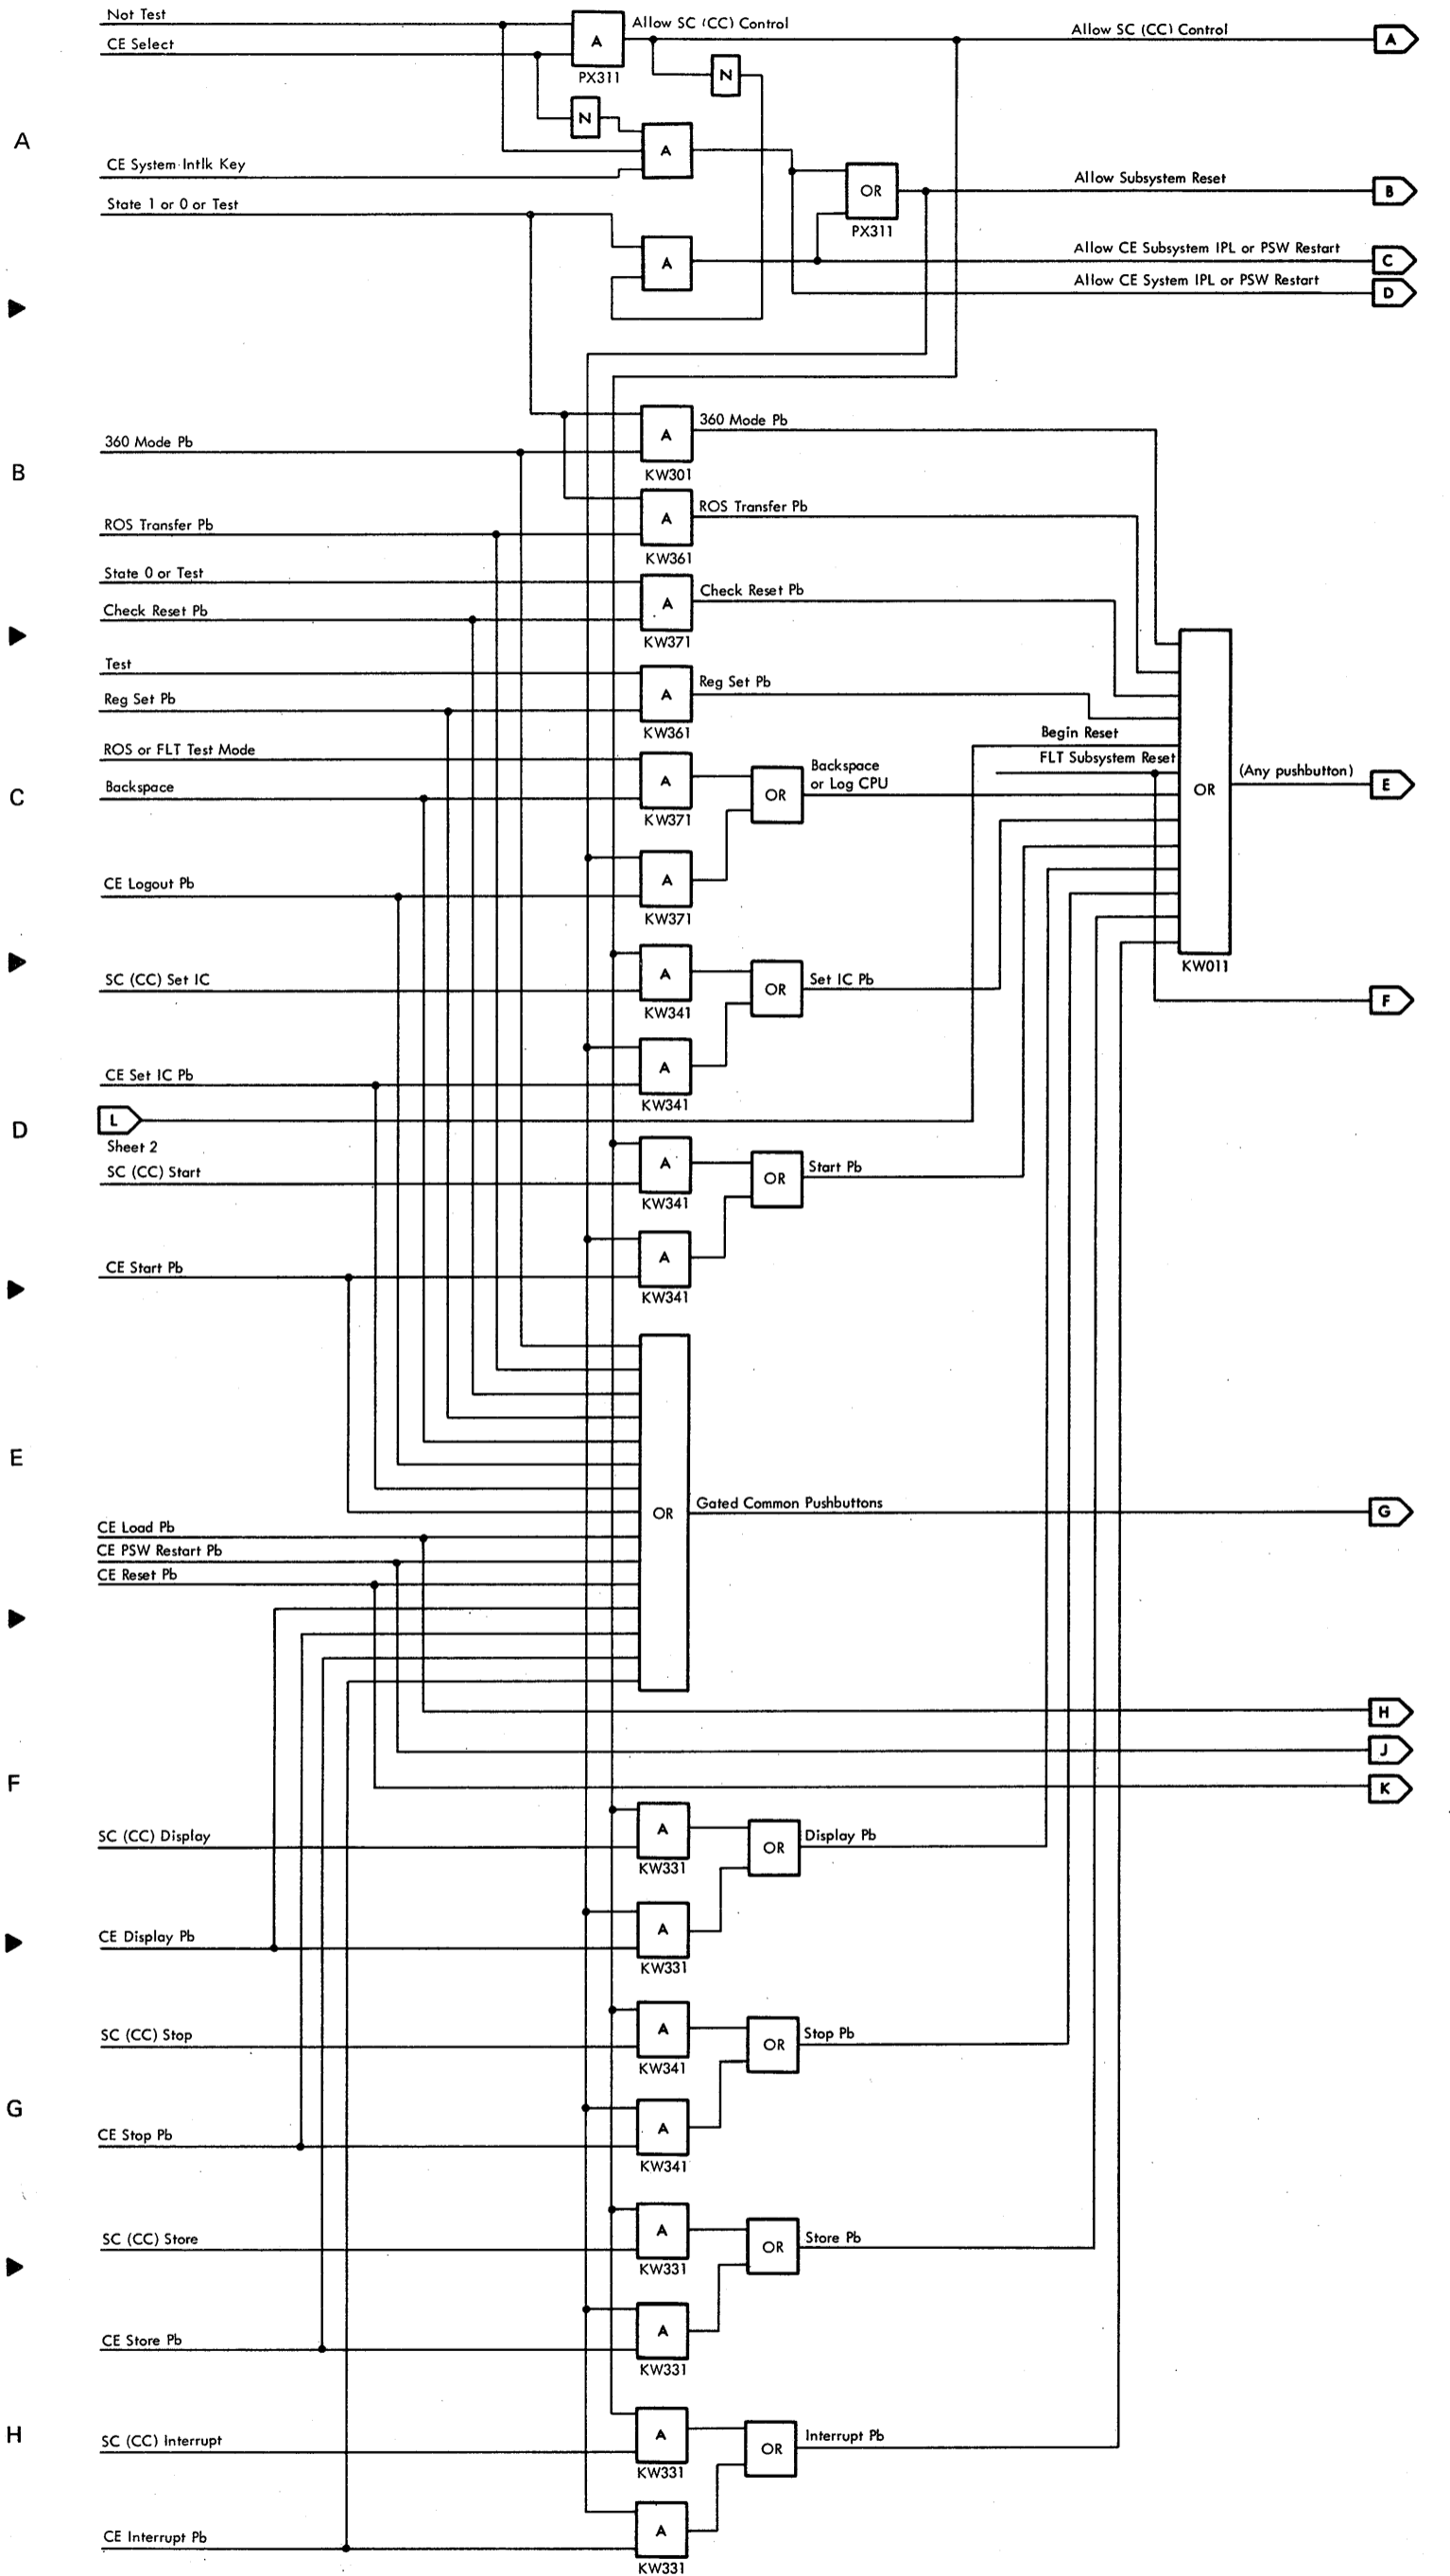 Not Test
Allow SC (CC) Control
Allow SC (CC) Control
A
A
CE Select
PX311
N
N
A
A
CE System Intlk Key
Allow Subsystem Reset
OR
B
State 1 or 0 or Test
PX311
Allow CE Subsystem IPL or PSW Restart
A
C
Allow CE System IPL or PSW Restart
D
360 Mode Pb
A
360 Mode Pb
B
KW301
ROS Transfer Pb
A
ROS Transfer Pb
KW361
State 0 or Test
Check Reset Pb
A
Check Reset Pb
KW371
Test
Reg Set Pb
A
Reg Set Pb
KW361
Begin Reset
ROS or FLT Test Mode
FLT Subsystem Reset
Backspace
or Log CPU
(Any pushbutton)
A
OR
OR
E
C
Backspace
KW371
CE Logout Pb
A
KW371
KW011
SC (CC) Set IC
A
OR
Set IC Pb
F
KW341
CE Set IC Pb
A
KW341
L
D
Sheet 2
SC (CC) Start
A
OR
Start Pb
KW341
CE Start Pb
A
KW341
E
OR
Gated Common Pushbuttons
G
CE Load Pb
CE PSW Restart Pb
CE Reset Pb
H
J
F
K
SC (CC) Display
A
OR
Display Pb
KW331
CE Display Pb
A
KW331
SC (CC) Stop
A
OR
Stop Pb
KW341
G
CE Stop Pb
A
KW341
SC (CC) Store
A
OR
Store Pb
KW331
CE Store Pb
A
KW331
H
SC (CC) Interrupt
A
OR
Interrupt Pb
KW331
CE Interrupt Pb
A
KW331